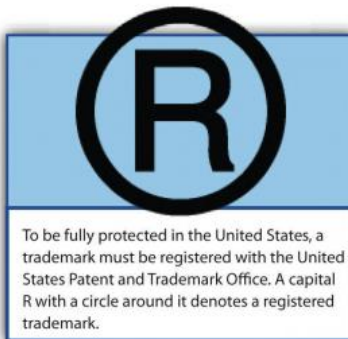 ®
To be fully protected in the United States, a
trademark must be registered with the United
States Patent and Trademark Office. A capital
R with a circle around it denotes a registered
trademark.